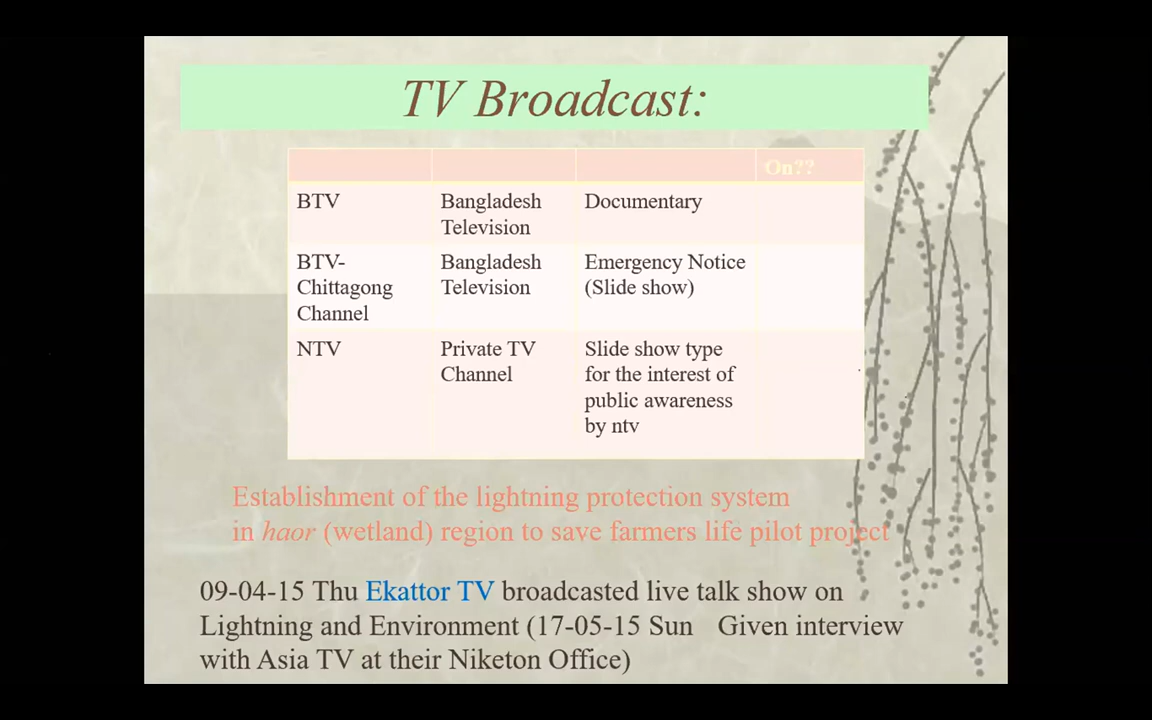 TV Broadcast:
On??
BTV Bangladesh Television Documentary
BTV-Chittagong Channel Bangladesh Television Emergency Notice (Slide show)
NTV Private TV Channel Slide show type for the interest of public awareness by ntv
Establishment of the lightning protection system
in haor (wetland) region to save farmers life pilot project
09-04-15 Thu Ekattor TV broadcasted live talk show on
Lightning and Environment (17-05-15 Sun Given interview
with Asia TV at their Niketon Office)